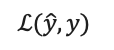 ℒ(ŷ, y)